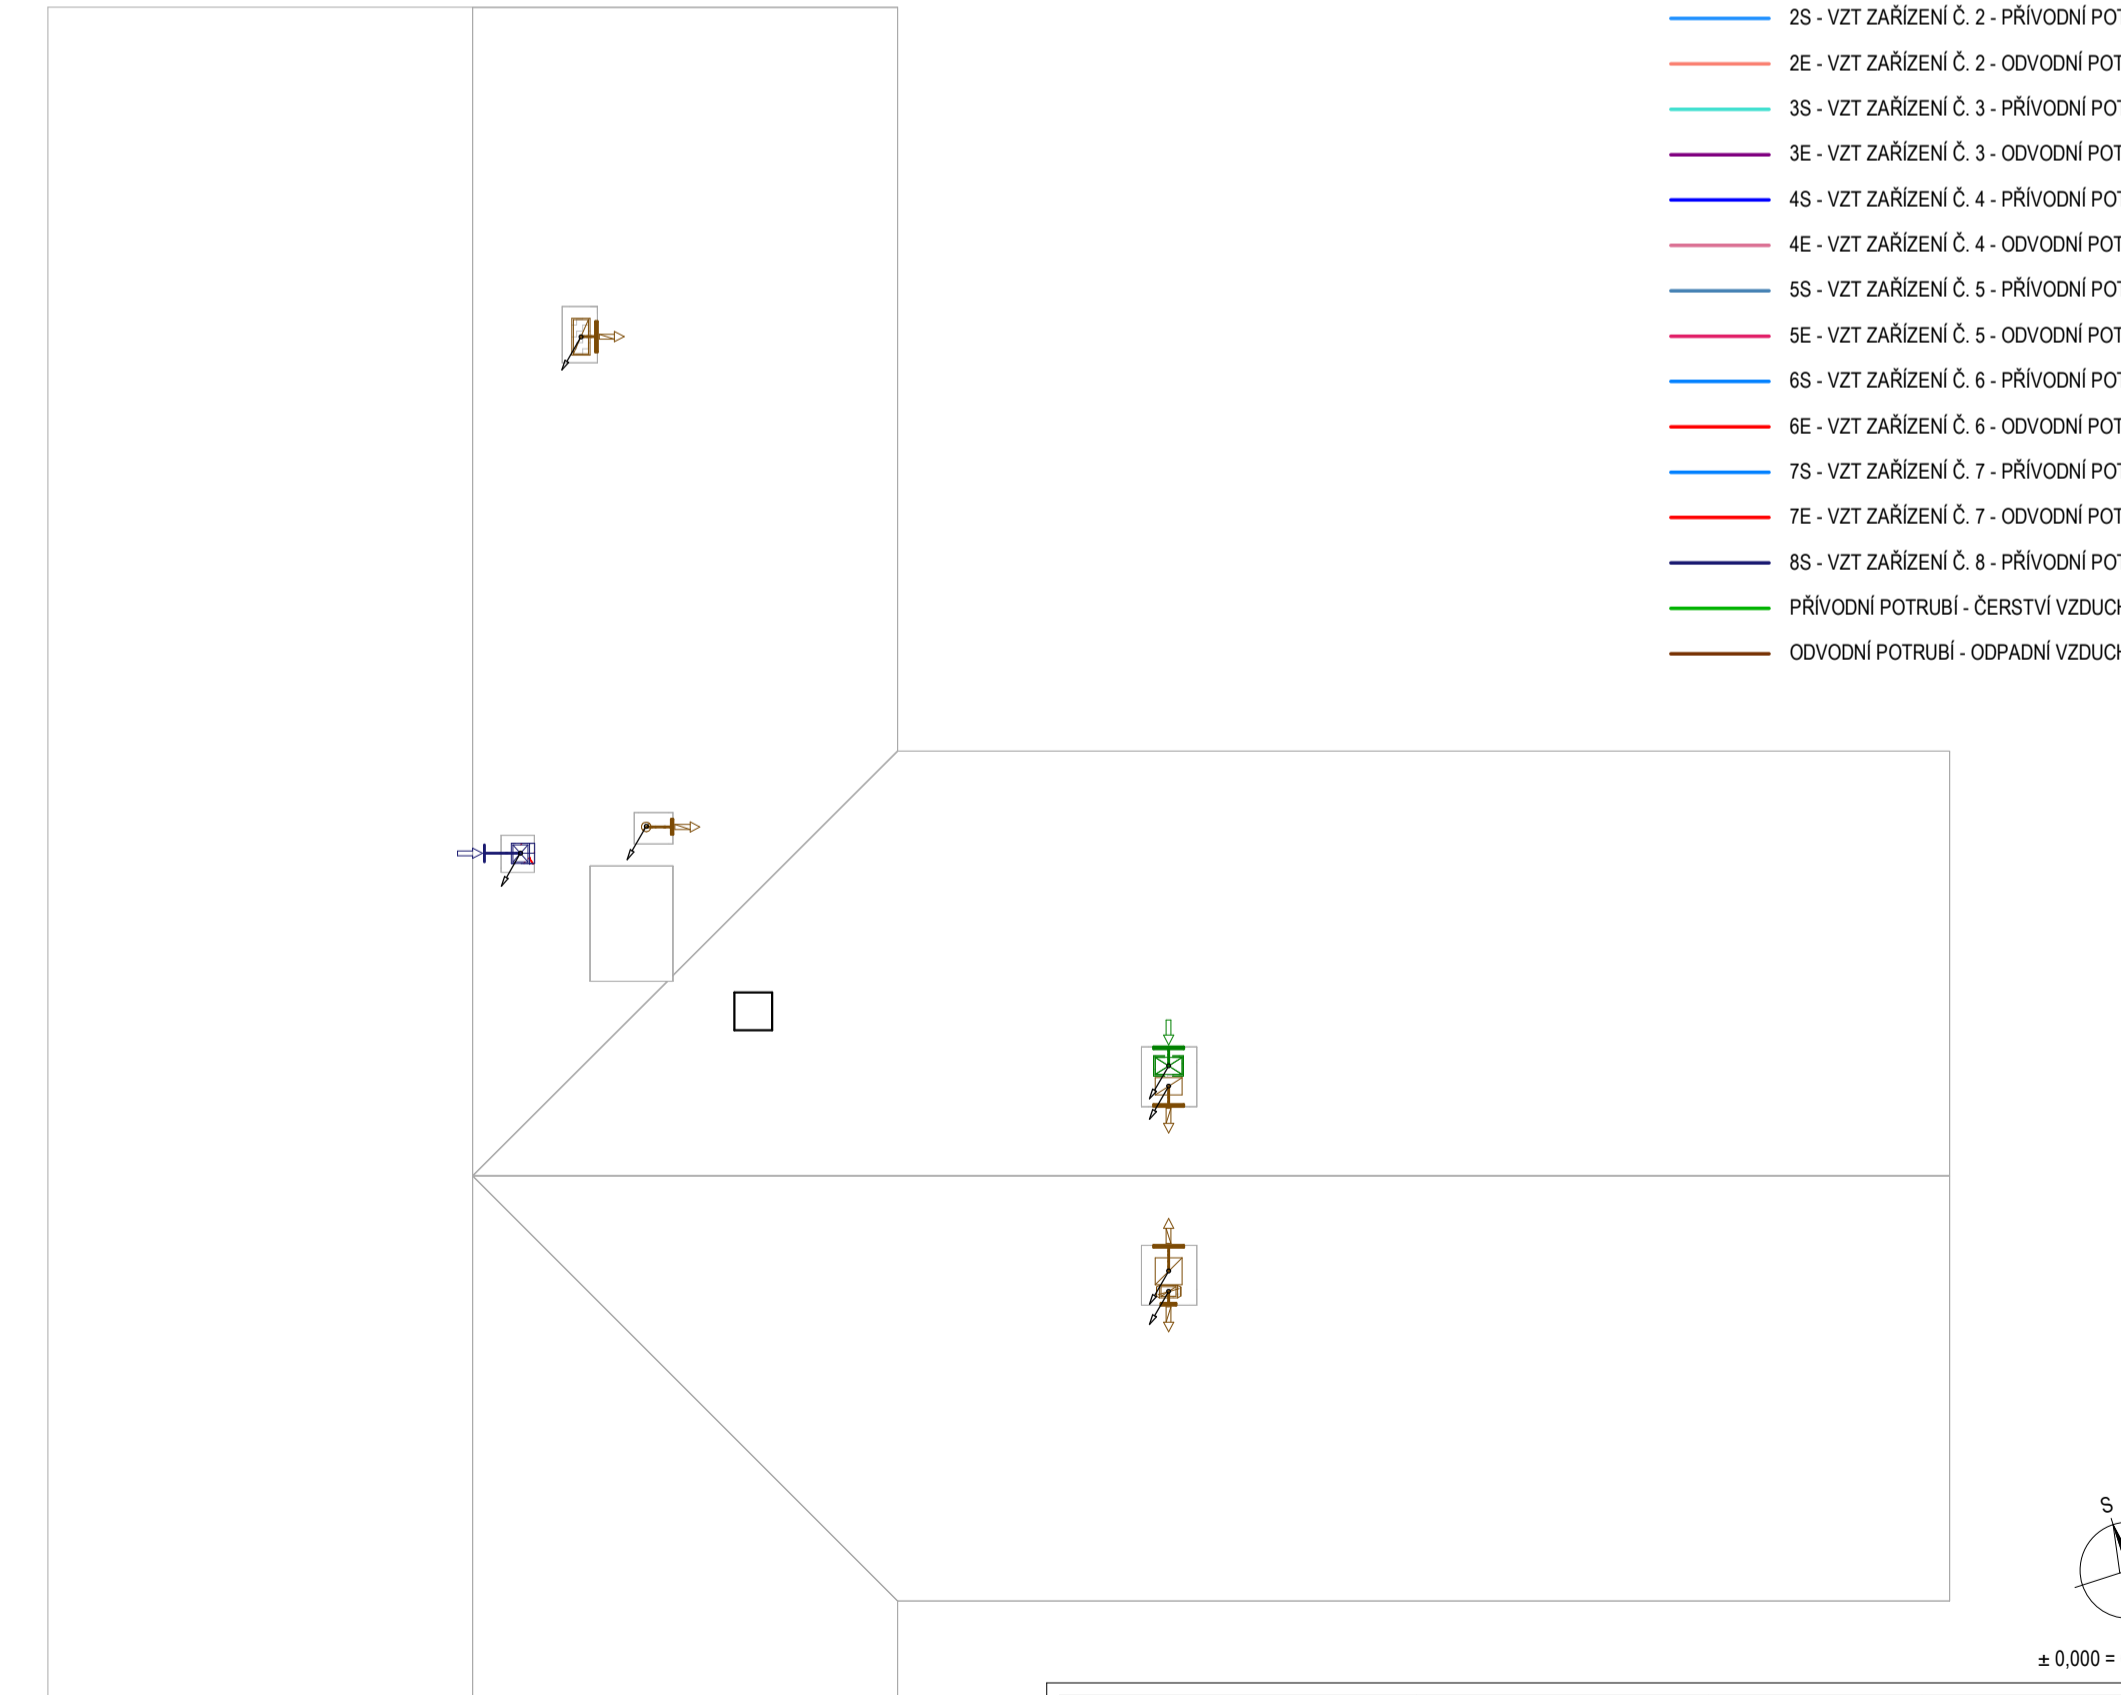 2S - VZT ZAŘÍZENÍ Č. 2 - PŘÍVODNÍ POT
2E - VZT ZAŘÍZENÍ Č. 2 - ODVODNÍ POT
3S - VZT ZAŘÍZENÍ Č. 3 - PŘÍVODNÍ POT
3E - VZT ZAŘÍZENÍ Č. 3 - ODVODNÍ POT
4S - VZT ZAŘÍZENÍ Č. 4 - PŘÍVODNÍ POT
4E - VZT ZAŘÍZENÍ Č. 4 - ODVODNÍ POT
5S - VZT ZAŘÍZENÍ Č. 5 - PŘÍVODNÍ POT
5E - VZT ZAŘÍZENÍ Č. 5 - ODVODNÍ POT
6S - VZT ZAŘÍZENÍ Č. 6 - PŘÍVODNÍ POT
6E - VZT ZAŘÍZENÍ Č. 6 - ODVODNÍ POT
7S - VZT ZAŘÍZENÍ Č. 7 - PŘÍVODNÍ POT
7E - VZT ZAŘÍZENÍ Č. 7 - ODVODNÍ POT
8S - VZT ZAŘÍZENÍ Č. 8 - PŘÍVODNÍ POT
PŘÍVODNÍ POTRUBÍ - ČERSTVÍ VZDUCH
ODVODNÍ POTRUBÍ - ODPADNÍ VZDUCH
S
± 0,000 =